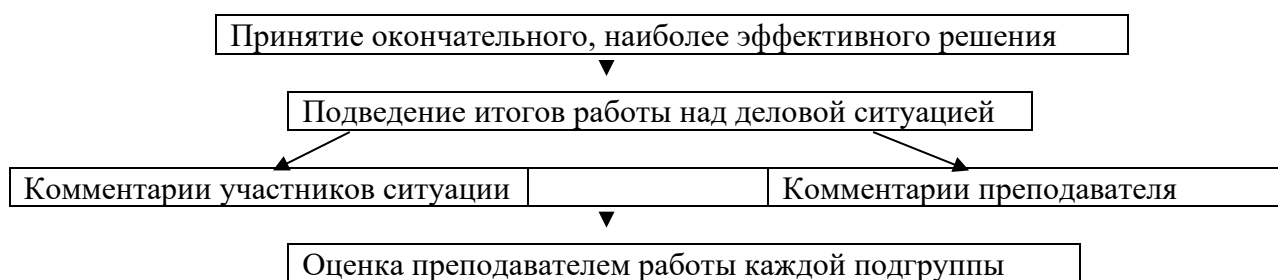 Принятие окончательного, наиболее эффективного решения
Подведение итогов работы над деловой ситуацией
Комментарии участников ситуации
Комментарии преподавателя
Оценка преподавателем работы каждой подгруппы